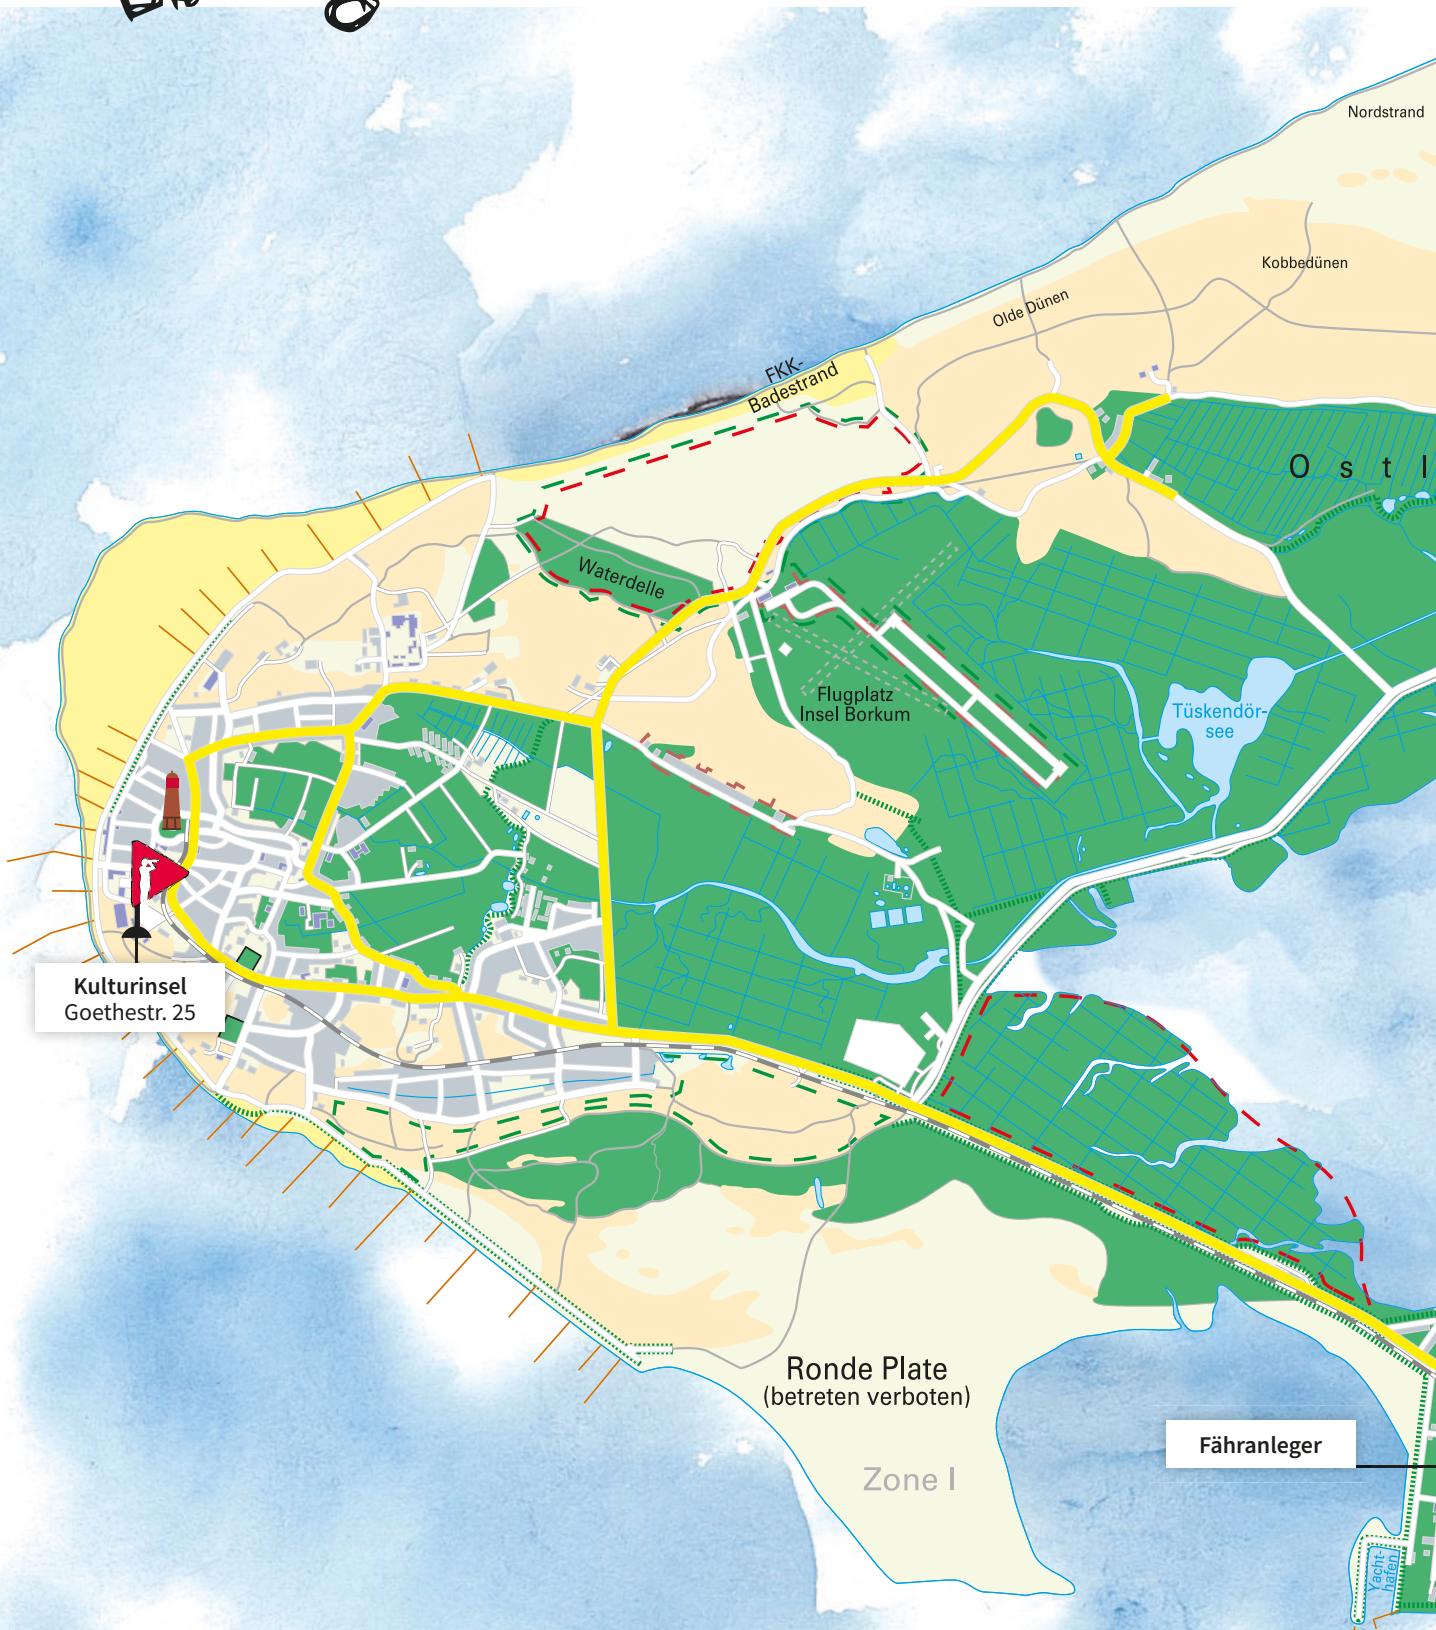 Nordstrand
Kobbedünen
Olde Dünen
FKK-
Badestrand
O s t l
Waterdelle
Flugplatz
Insel Borkum
Tüskendör-
see
Kulturinsel
Goethestr. 25
Ronde Plate
(betreten verboten)
Fähranleger
Zone I
Yacht-
hafen